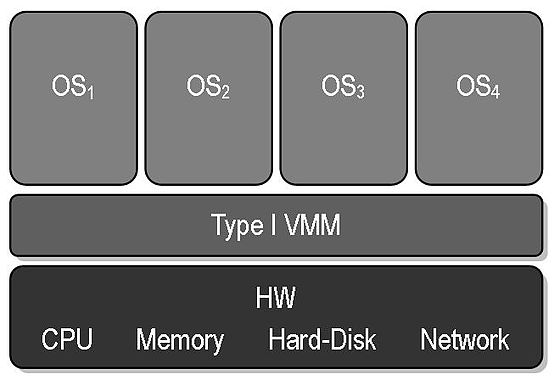 OS₁ OS₂ OS₃ OS₄
Type I VMM
HW
CPU Memory Hard-Disk Network